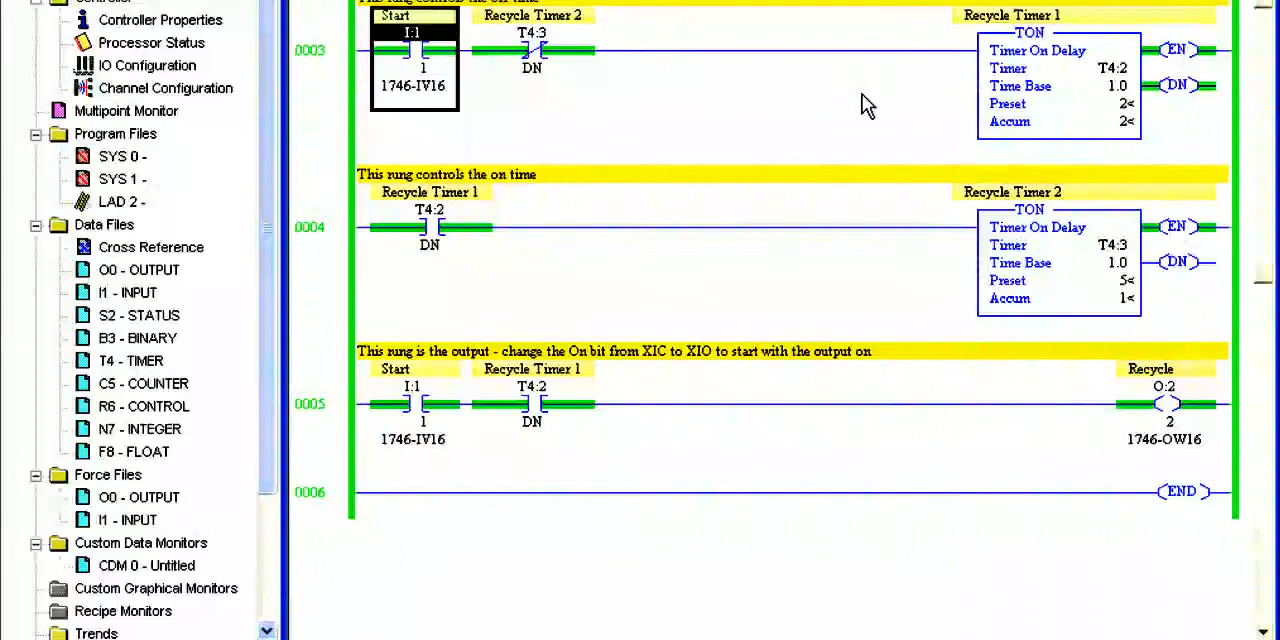 Controller
Controller Properties
Processor Status
IO Configuration
Channel Configuration
Multipoint Monitor
Program Files
SYS 0 -
SYS 1 -
LAD 2 -
Data Files
Cross Reference
O0 - OUTPUT
I1 - INPUT
S2 - STATUS
B3 - BINARY
T4 - TIMER
C5 - COUNTER
R6 - CONTROL
N7 - INTEGER
F8 - FLOAT
Force Files
O0 - OUTPUT
I1 - INPUT
Custom Data Monitors
CDM 0 - Untitled
Custom Graphical Monitors
Recipe Monitors
Trends
This rung controls the off time
Start Recycle Timer 2 Recycle Timer 1
I:1 T4:3 TON
0003 Timer On Delay EN
1 DN Timer T4:2
1746-IV16 Time Base 1.0 DN
Preset 2<
Accum 2<
This rung controls the on time
Recycle Timer 1 Recycle Timer 2
T4:2 TON
0004 Timer On Delay EN
DN Timer T4:3
Time Base 1.0 DN
Preset 5<
Accum 1<
This rung is the output - change the On bit from XIC to XIO to start with the output on
Start Recycle Timer 1 Recycle
I:1 T4:2 O:2
0005
1 DN 2
1746-IV16 1746-OW16
0006 END